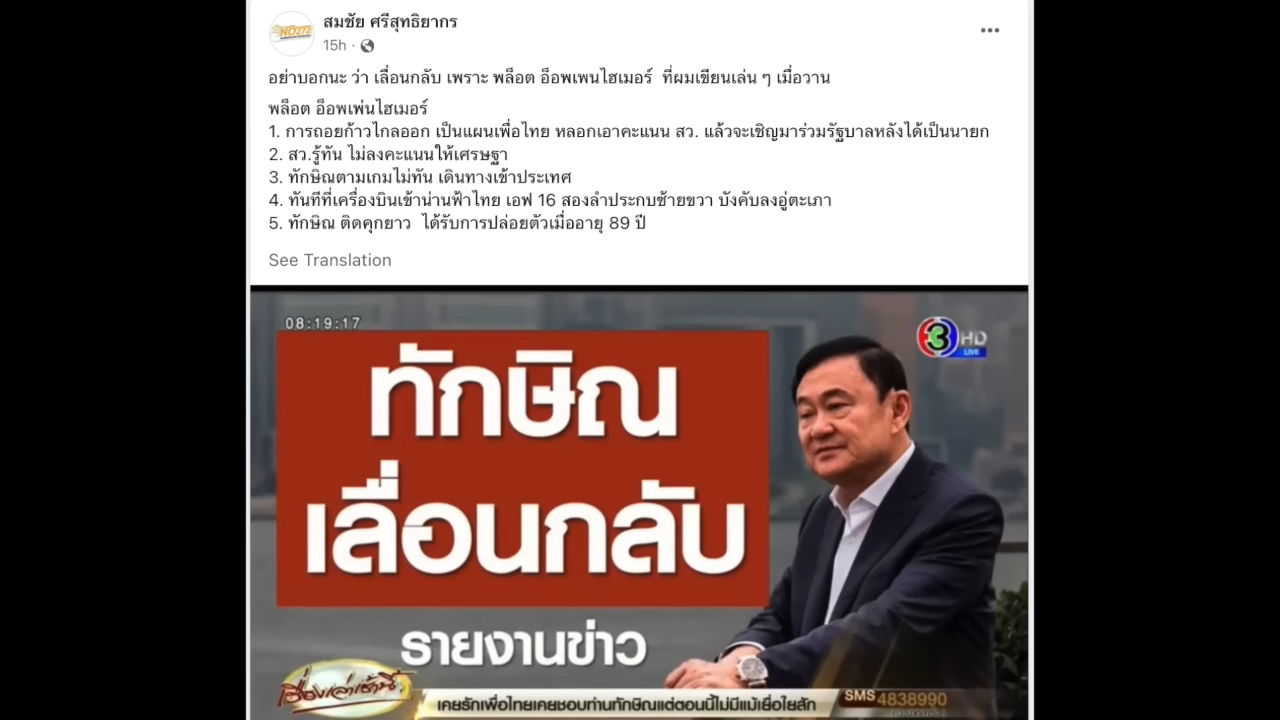 NO272
สมชัย ศรีสุทธิยากร
15h ·
อย่าบอกนะ ว่า เลื่อนกลับ เพราะ พล็อต อ็อพเพนไฮเมอร์ ที่ผมเขียนเล่น ๆ เมื่อวาน
พล็อต อ็อพเพ่นไฮเมอร์
1. การถอยก้าวไกลออก เป็นแผนเพื่อไทย หลอกเอาคะแนน สว. แล้วจะเชิญมาร่วมรัฐบาลหลังได้เป็นนายก
2. สว.รู้ทัน ไม่ลงคะแนนให้เศรษฐา
3. ทักษิณตามเกมไม่ทัน เดินทางเข้าประเทศ
4. ทันทีที่เครื่องบินเข้าน่านฟ้าไทย เอฟ 16 สองลำประกบซ้ายขวา บังคับลงอู่ตะเภา
5. ทักษิณ ติดคุกยาว ได้รับการปล่อยตัวเมื่ออายุ 89 ปี
See Translation
08:19:17
3 HD
LIVE
ทักษิณ
เลื่อนกลับ
รายงานข่าว
เรื่องเล่าเช้านี้
เคยรักเพื่อไทยเคยชอบท่านทักษิณแต่ตอนนี้ไม่มีแม้เยื่อใยสัก
SMS 4838990